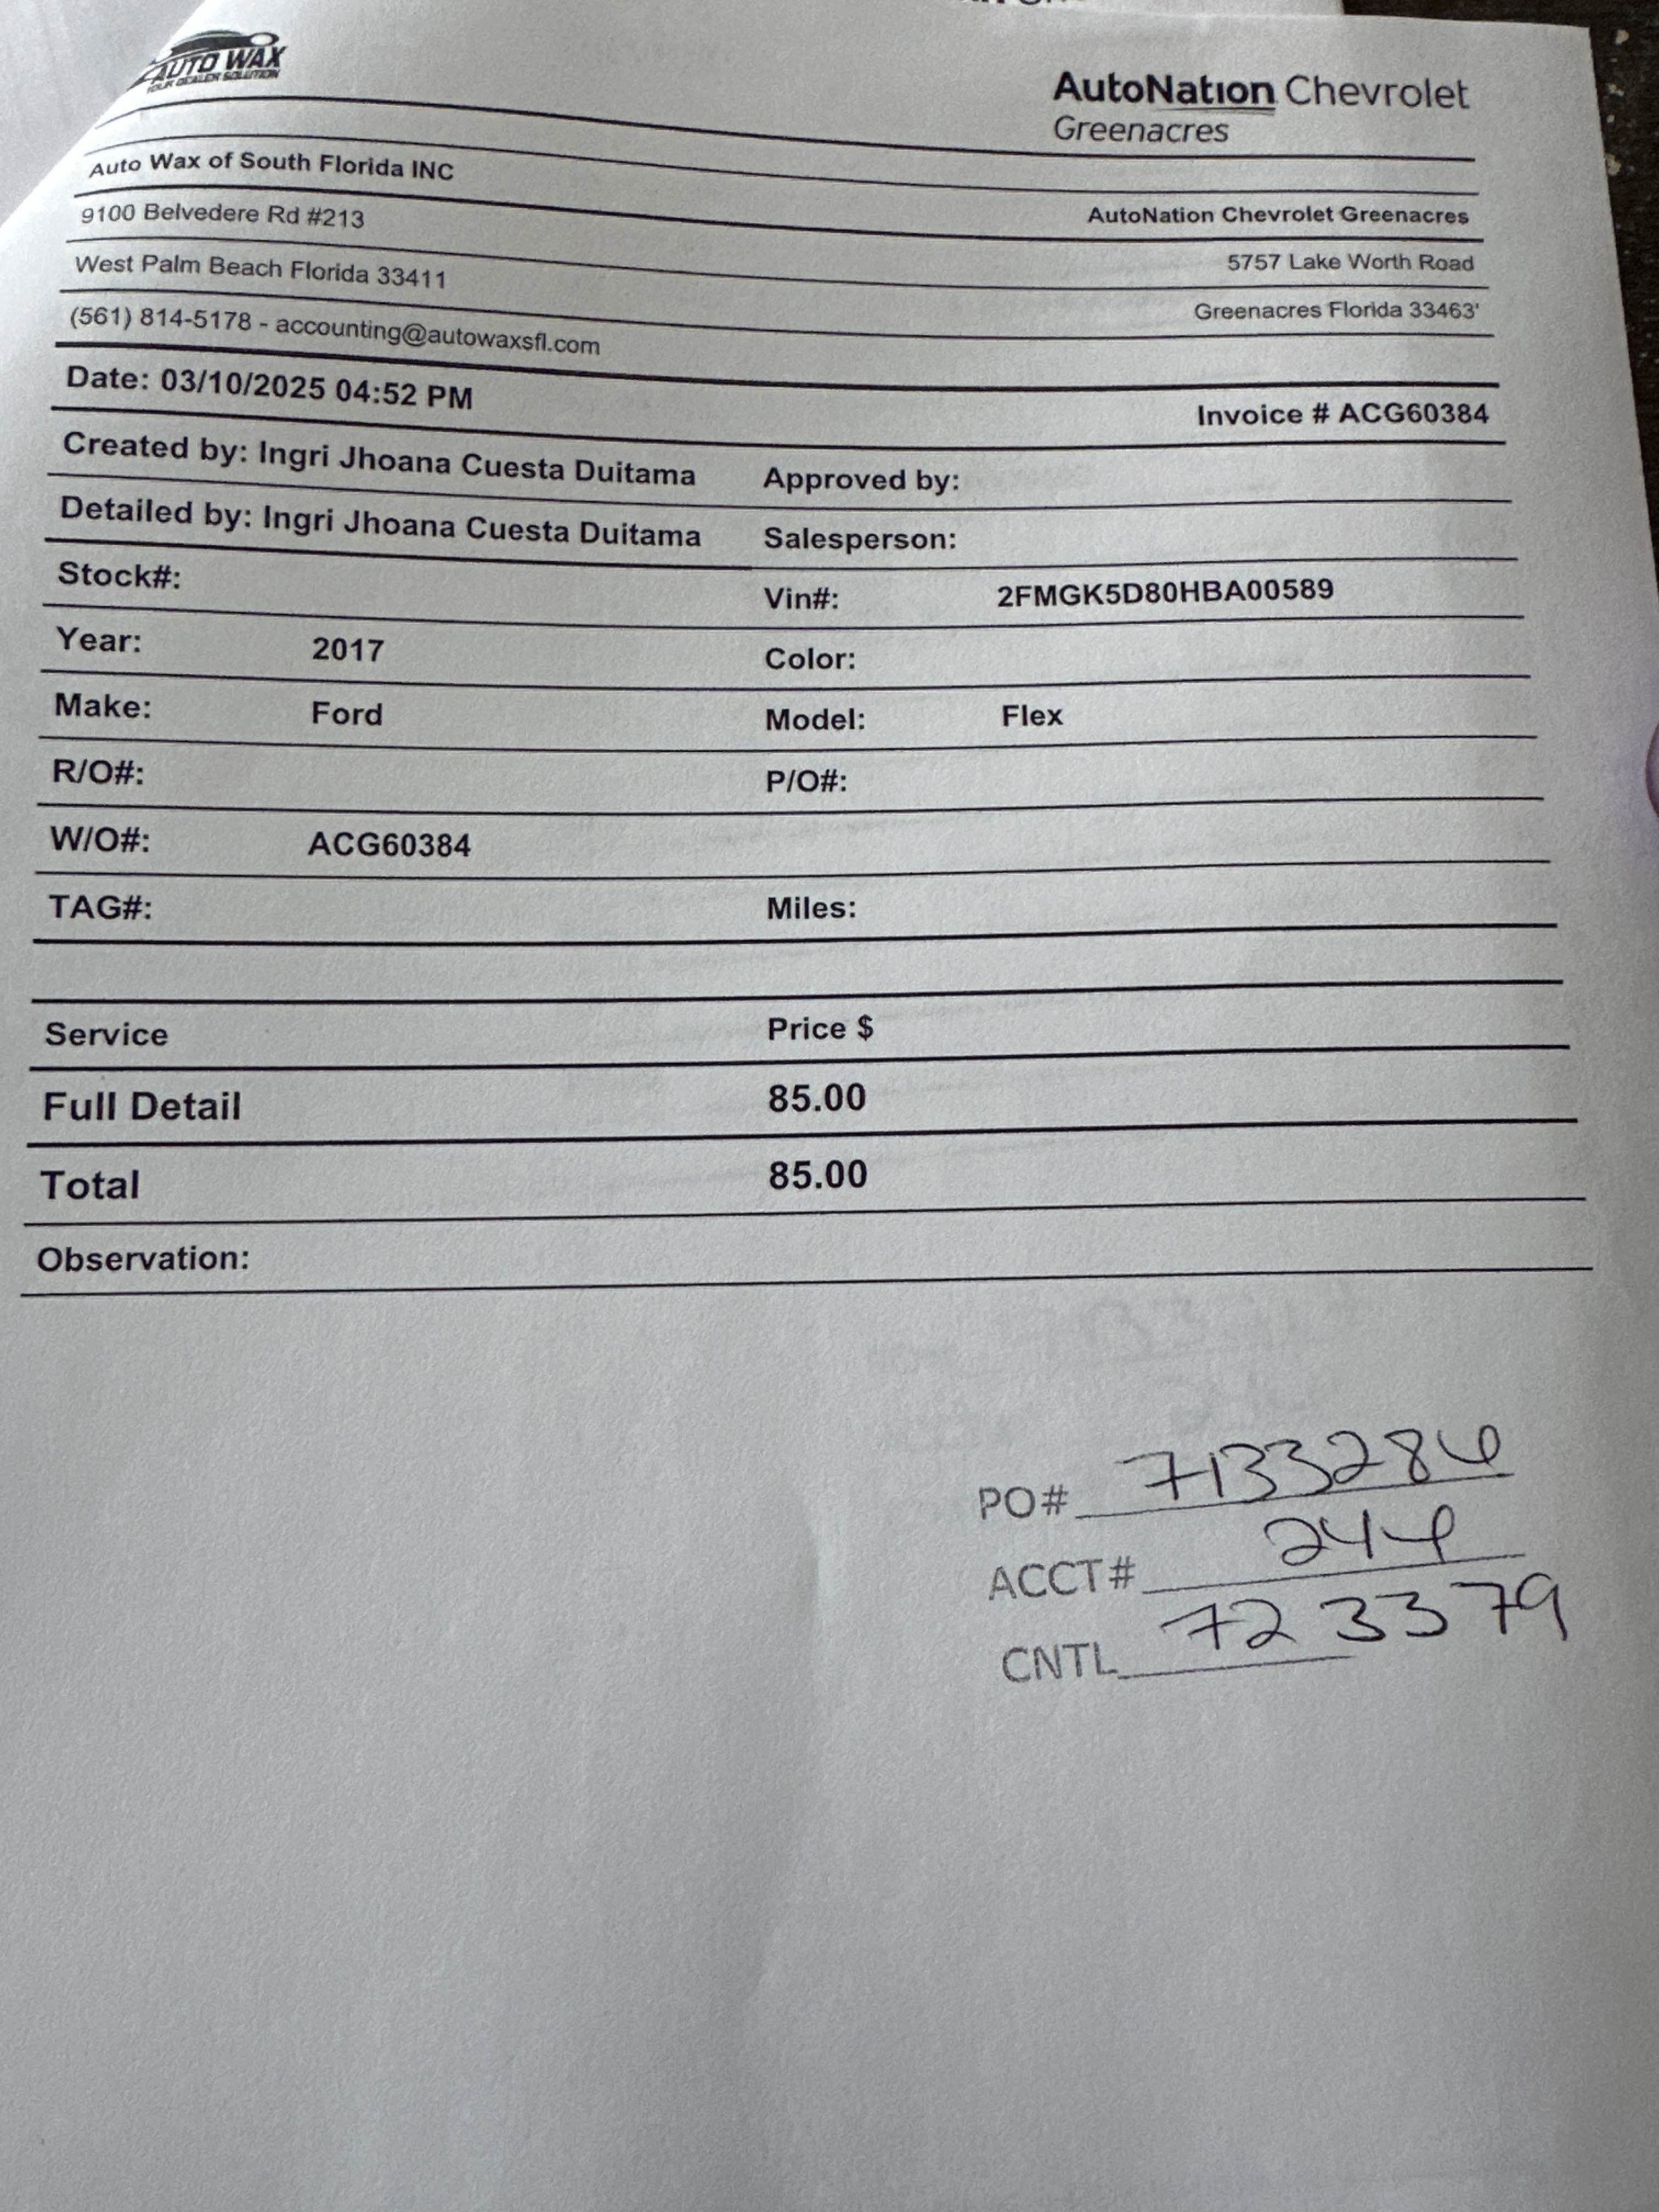 AUTO WAX
YOUR DEALER SOLUTION
AutoNation Chevrolet
Greenacres
Auto Wax of South Florida INC
9100 Belvedere Rd #213
AutoNation Chevrolet Greenacres
West Palm Beach Florida 33411
5757 Lake Worth Road
(561) 814-5178 - accounting@autowaxsfl.com
Greenacres Florida 33463'
Date: 03/10/2025 04:52 PM
Invoice # ACG60384
Created by: Ingri Jhoana Cuesta Duitama Approved by:
Detailed by: Ingri Jhoana Cuesta Duitama Salesperson:
Stock#: Vin#: 2FMGK5D80HBA00589
Year: 2017 Color:
Make: Ford Model: Flex
R/O#: P/O#:
W/O#: ACG60384
TAG#: Miles:
Service Price $
Full Detail 85.00
Total 85.00
Observation:
PO# 7133286
ACCT# 244
CNTL 723379